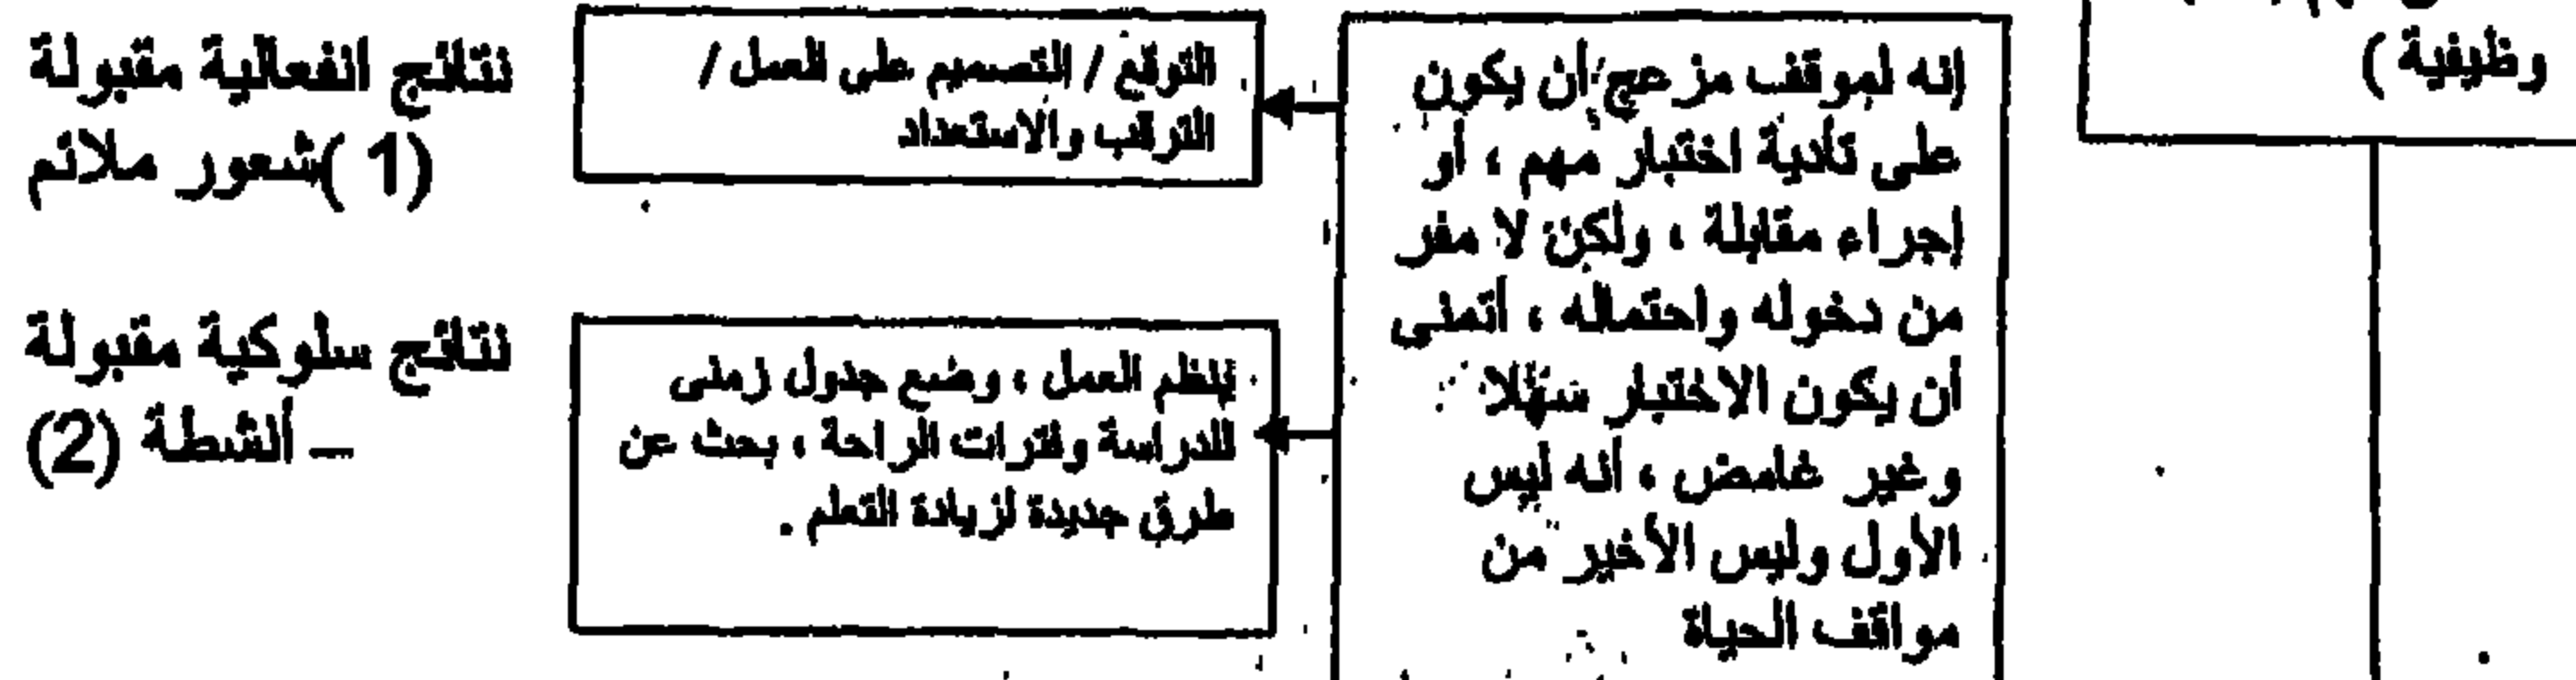 وظيفية )
إنه لموقف مزعج أن يكون
على تأدية اختبار مهم ، أو
إجراء مقابلة ، ولكن لا مفر
من دخوله واحتماله ، أتمنى
أن يكون الاختبار سهلا
وغير غامض ، أنه ليس
الأول وليس الأخير من
مواقف الحياة
التوقع / التصميم على العمل /
الترقب والاستعداد
نتائج انفعالية مقبولة
(1 )شعور ملائم
ينظم العمل ، وضع جدول زمنى
للدراسة وفترات الراحة ، بحث عن
طرق جديدة لزيادة التعلم .
نتائج سلوكية مقبولة
– أنشطة (2)